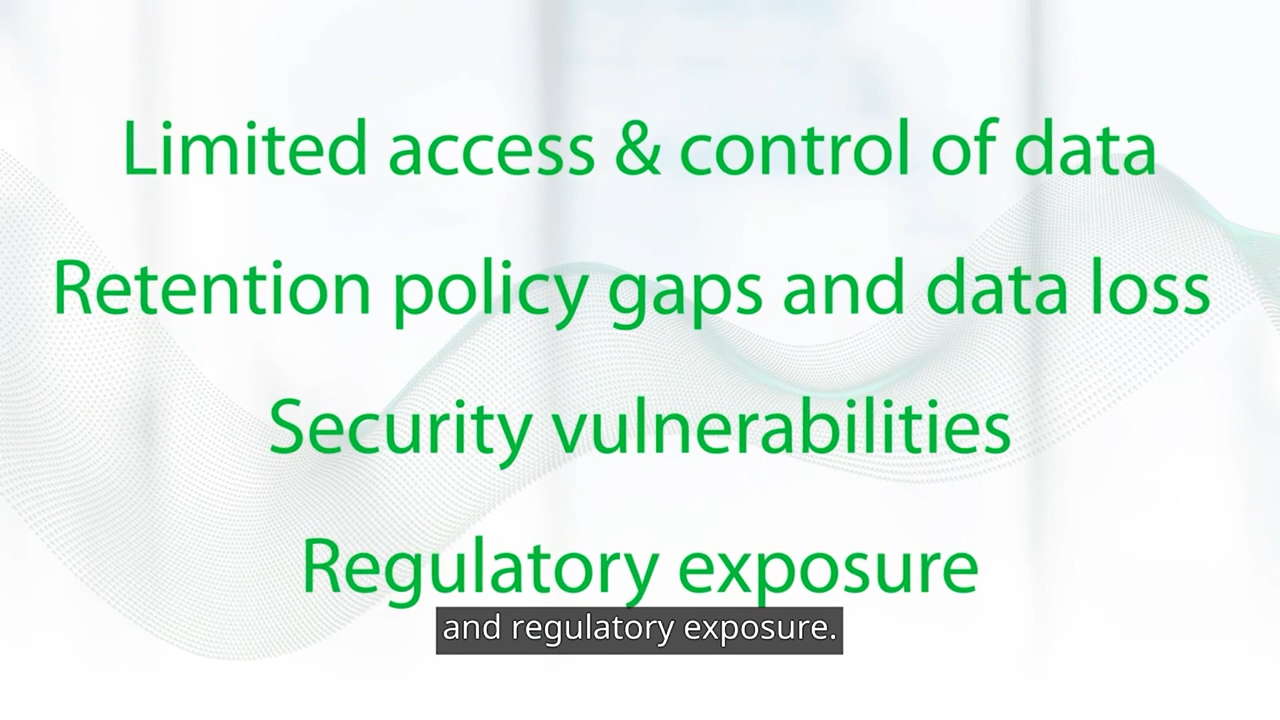 Limited access & control of data
Retention policy gaps and data loss
Security vulnerabilities
Regulatory exposure
and regulatory exposure.